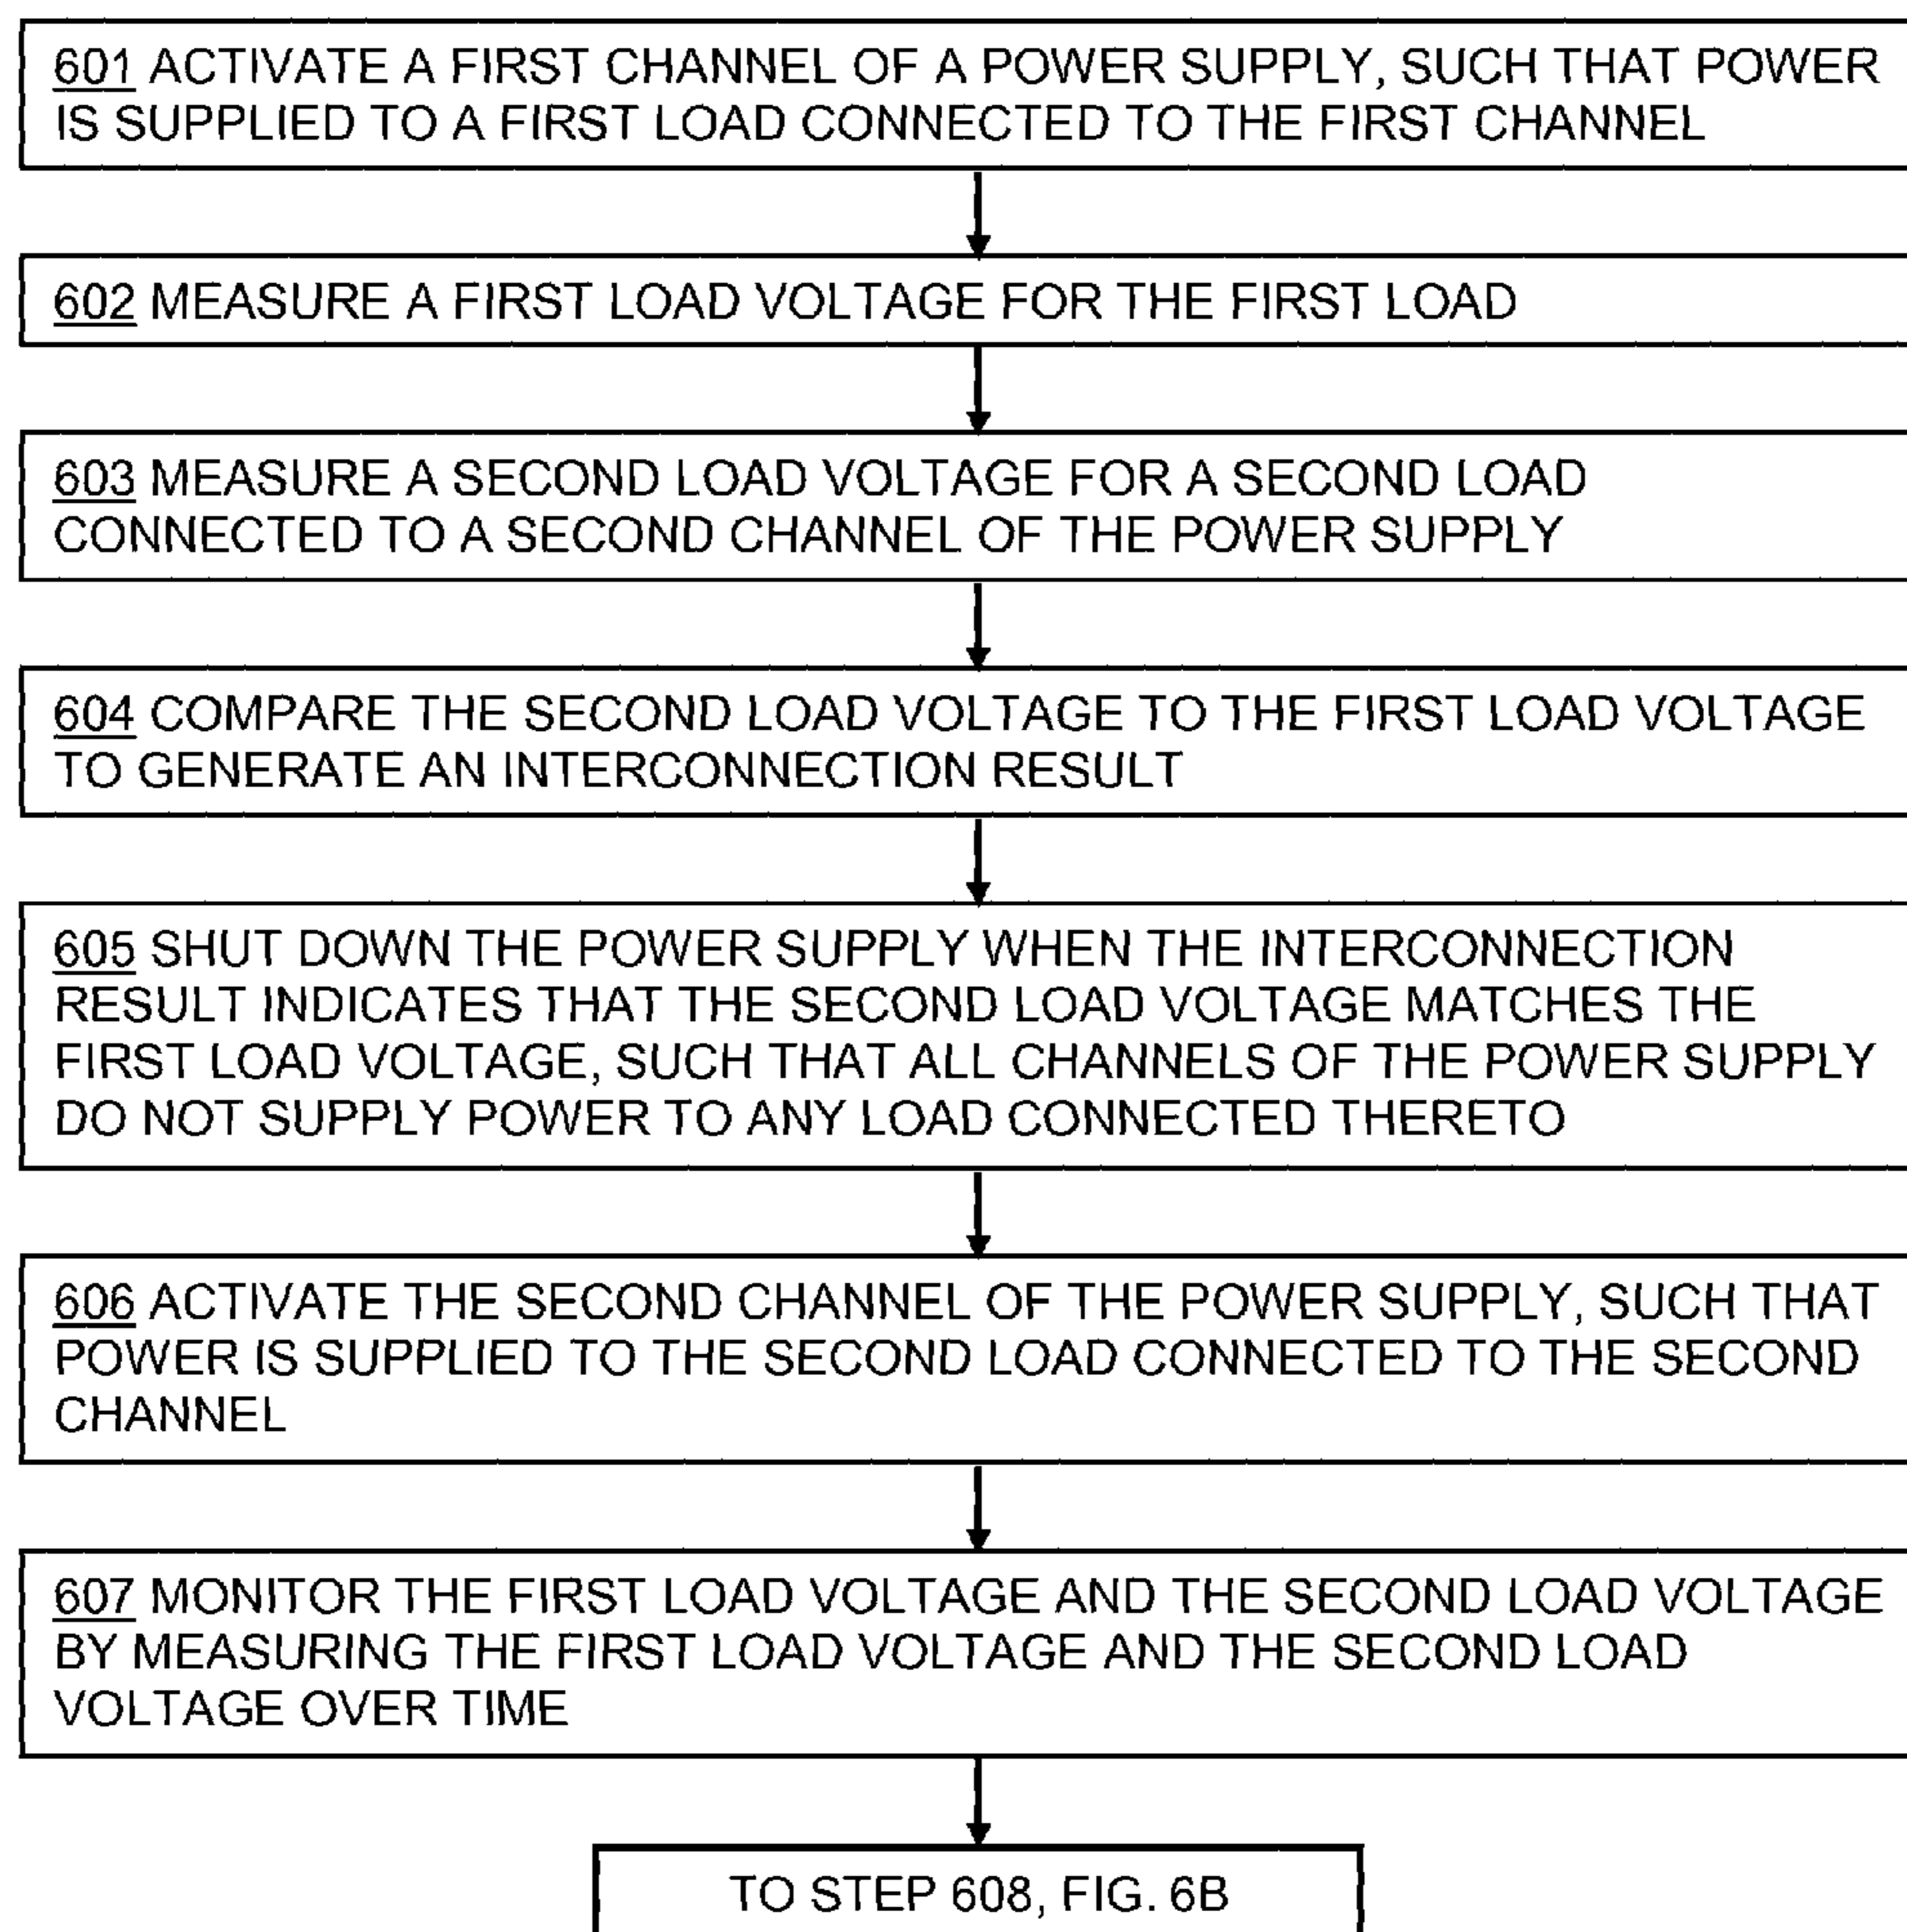 601 ACTIVATE A FIRST CHANNEL OF A POWER SUPPLY, SUCH THAT POWER
IS SUPPLIED TO A FIRST LOAD CONNECTED TO THE FIRST CHANNEL
602 MEASURE A FIRST LOAD VOLTAGE FOR THE FIRST LOAD
603 MEASURE A SECOND LOAD VOLTAGE FOR A SECOND LOAD
CONNECTED TO A SECOND CHANNEL OF THE POWER SUPPLY
604 COMPARE THE SECOND LOAD VOLTAGE TO THE FIRST LOAD VOLTAGE
TO GENERATE AN INTERCONNECTION RESULT
605 SHUT DOWN THE POWER SUPPLY WHEN THE INTERCONNECTION
RESULT INDICATES THAT THE SECOND LOAD VOLTAGE MATCHES THE
FIRST LOAD VOLTAGE, SUCH THAT ALL CHANNELS OF THE POWER SUPPLY
DO NOT SUPPLY POWER TO ANY LOAD CONNECTED THERETO
606 ACTIVATE THE SECOND CHANNEL OF THE POWER SUPPLY, SUCH THAT
POWER IS SUPPLIED TO THE SECOND LOAD CONNECTED TO THE SECOND
CHANNEL
607 MONITOR THE FIRST LOAD VOLTAGE AND THE SECOND LOAD VOLTAGE
BY MEASURING THE FIRST LOAD VOLTAGE AND THE SECOND LOAD
VOLTAGE OVER TIME
TO STEP 608, FIG. 6B